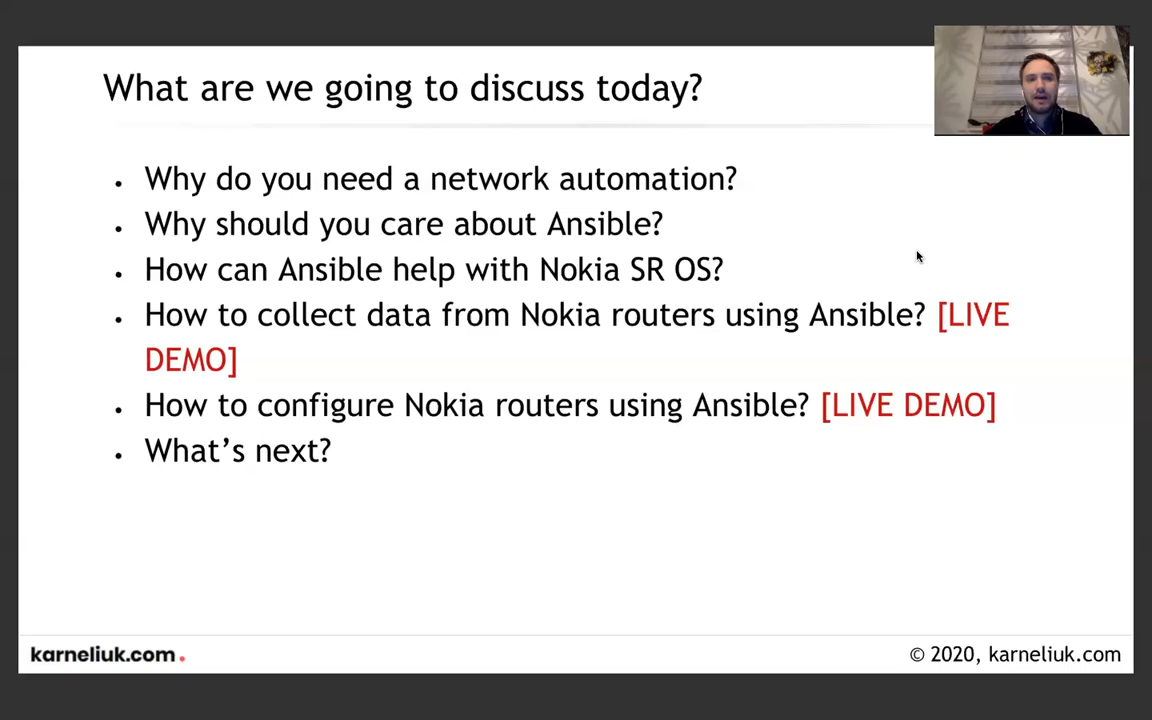 What are we going to discuss today?
• Why do you need a network automation?
• Why should you care about Ansible?
• How can Ansible help with Nokia SR OS?
• How to collect data from Nokia routers using Ansible? [LIVE
DEMO]
• How to configure Nokia routers using Ansible? [LIVE DEMO]
• What’s next?
karneliuk.com.
© 2020, karneliuk.com